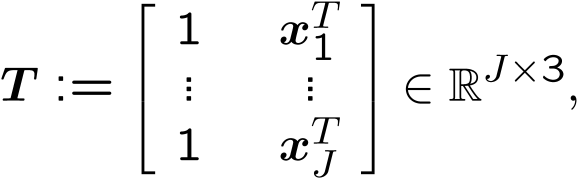 T := [ 1 x_1^T
⋮ ⋮
1 x_J^T ] ∈ ℝ^{J×3},